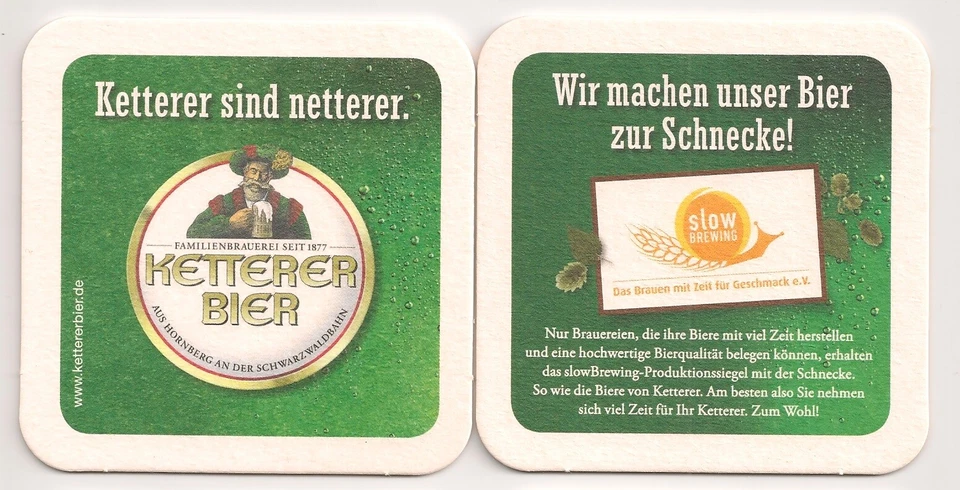 Ketterer sind netterer.
FAMILIENBRAUEREI SEIT 1877
KETTERER
BIER
AUS HORNBERG AN DER SCHWARZWALDBAHN
www.kettererbier.de
Wir machen unser Bier
zur Schnecke!
slow
BREWING
Das Brauen mit Zeit für Geschmack e.V.
Nur Brauereien, die ihre Biere mit viel Zeit herstellen
und eine hochwertige Bierqualität belegen können, erhalten
das slowBrewing-Produktionssiegel mit der Schnecke.
So wie die Biere von Ketterer. Am besten also Sie nehmen
sich viel Zeit für Ihr Ketterer. Zum Wohl!